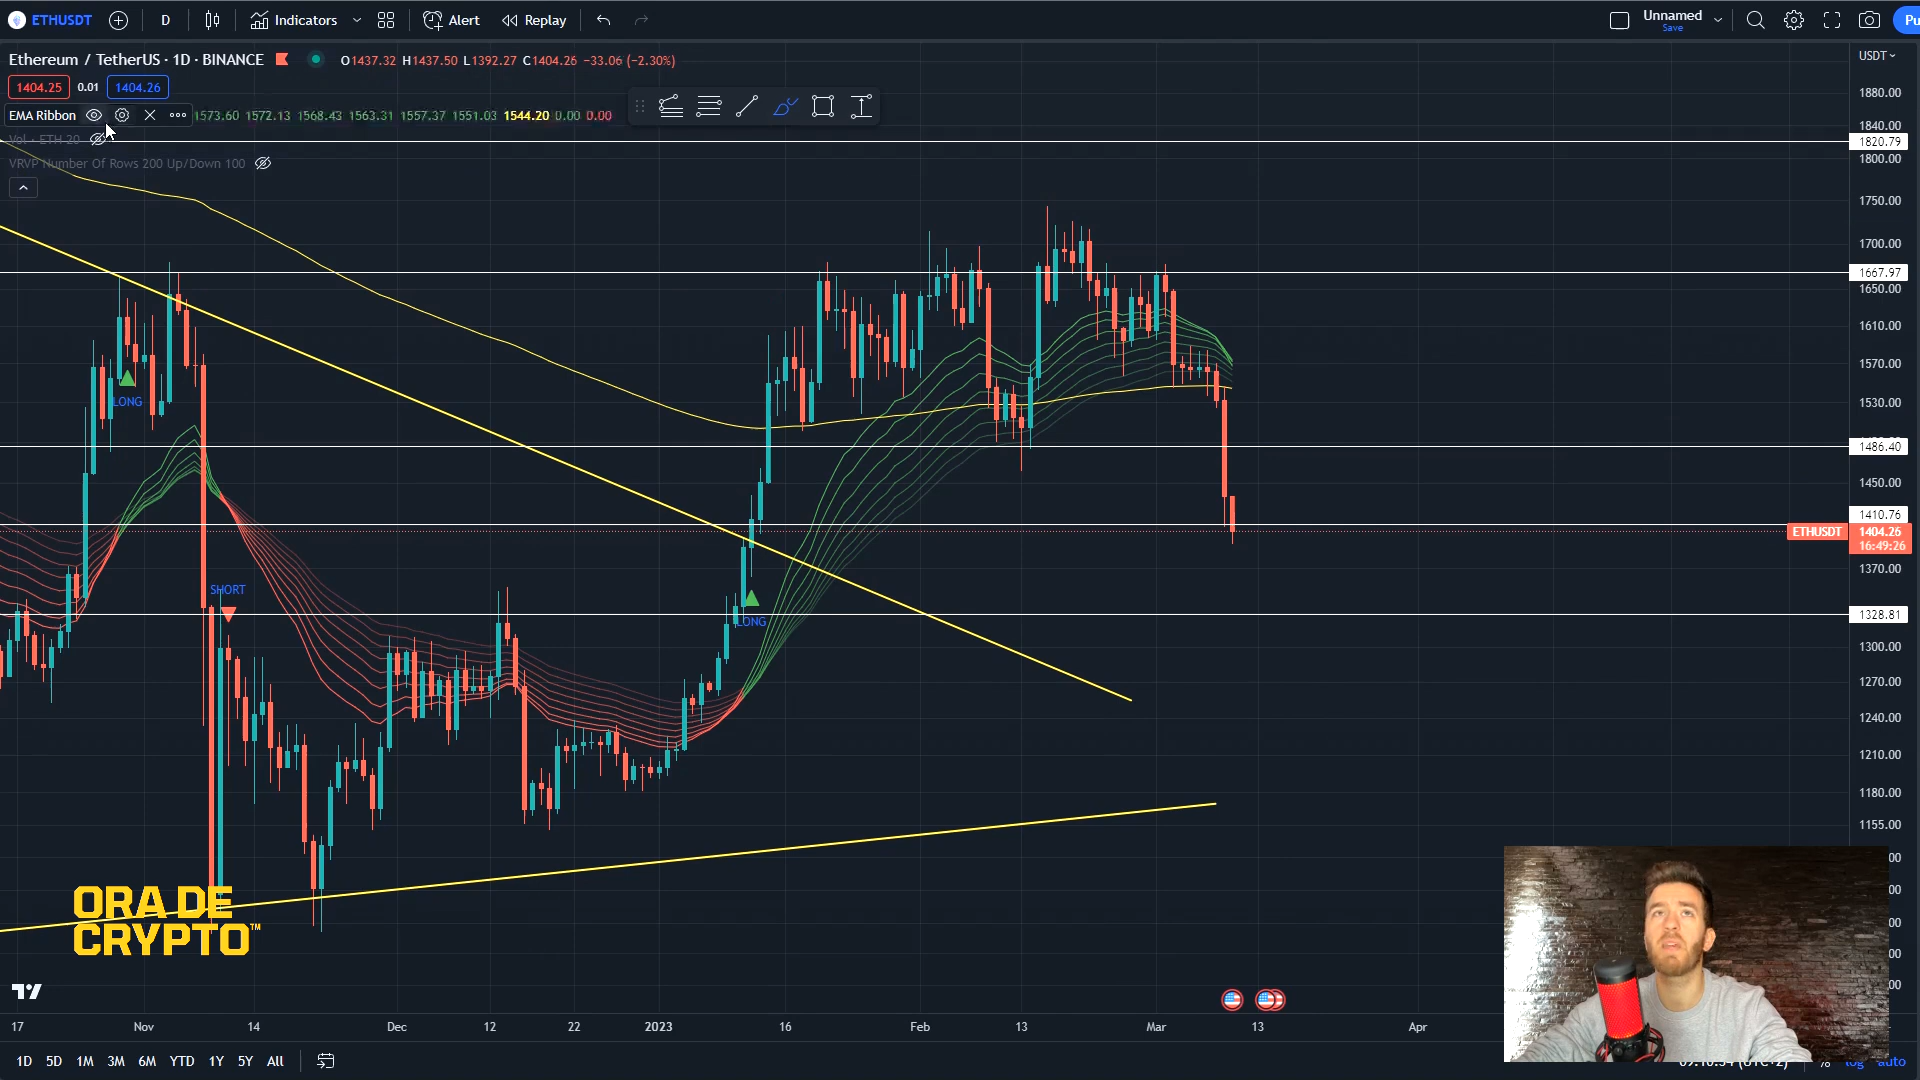 ETHUSDT D Indicators Alert Replay Unnamed Save Pu
Ethereum / TetherUS · 1D · BINANCE O1437.32 H1437.50 L1392.27 C1404.26 −33.06 (−2.30%) USDT
1404.25 0.01 1404.26
EMA Ribbon 1573.60 1572.13 1568.43 1563.31 1557.37 1551.03 1544.20 0.00 0.00
Vol · ETH 20
VRVP Number Of Rows 200 Up/Down 100
1880.00
1840.00
1820.79
1800.00
1750.00
1700.00
1667.97
1650.00
1610.00
1570.00
1530.00
1486.40
1450.00
1410.76
ETHUSDT 1404.26
16:49:26
1370.00
1328.81
1300.00
1270.00
1240.00
1210.00
1180.00
1155.00
LONG
SHORT
LONG
ORA DE
CRYPTO™
17 Nov 14 Dec 12 22 2023 16 Feb 13 Mar 13 Apr
1D 5D 1M 3M 6M YTD 1Y 5Y All % log auto